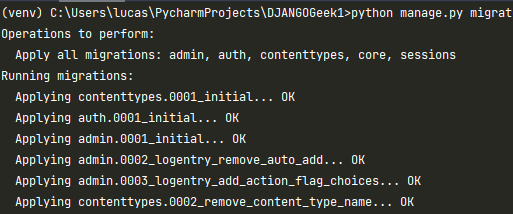 (venv) C:\Users\lucas\PycharmProjects\DJANGOGeek1>python manage.py migrat
Operations to perform:
  Apply all migrations: admin, auth, contenttypes, core, sessions
Running migrations:
  Applying contenttypes.0001_initial... OK
  Applying auth.0001_initial... OK
  Applying admin.0001_initial... OK
  Applying admin.0002_logentry_remove_auto_add... OK
  Applying admin.0003_logentry_add_action_flag_choices... OK
  Applying contenttypes.0002_remove_content_type_name... OK